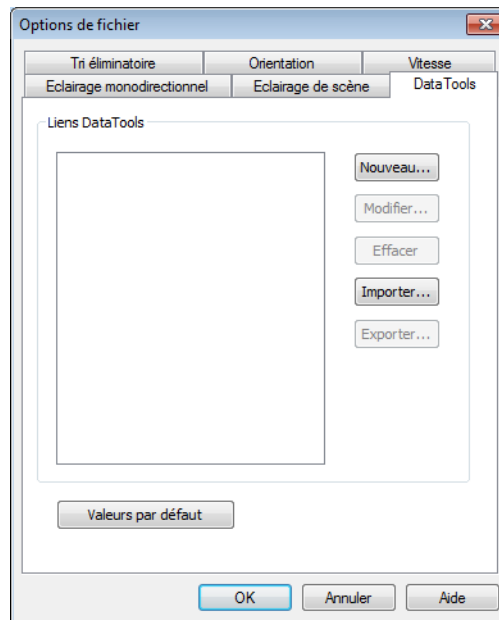 Options de fichier
Tri éliminatoire Orientation Vitesse
Eclairage monodirectionnel Eclairage de scène DataTools
Liens DataTools
Nouveau...
Modifier...
Effacer
Importer...
Exporter...
Valeurs par défaut
OK Annuler Aide